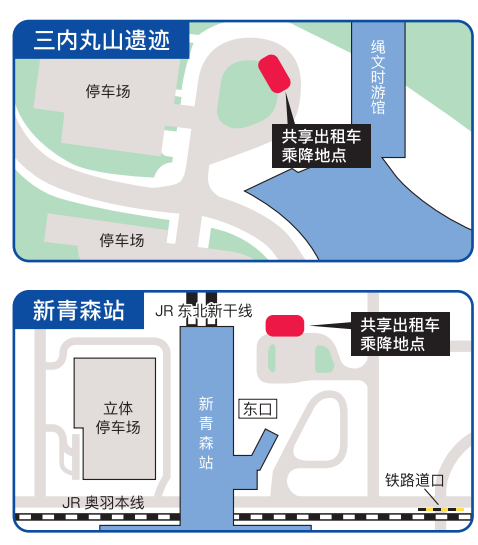 三内丸山遗迹
绳文时游馆
停车场
共享出租车
乘降地点
停车场
新青森站
JR 东北新干线
共享出租车
乘降地点
新青森站
立体
停车场
东口
铁路道口
JR 奥羽本线